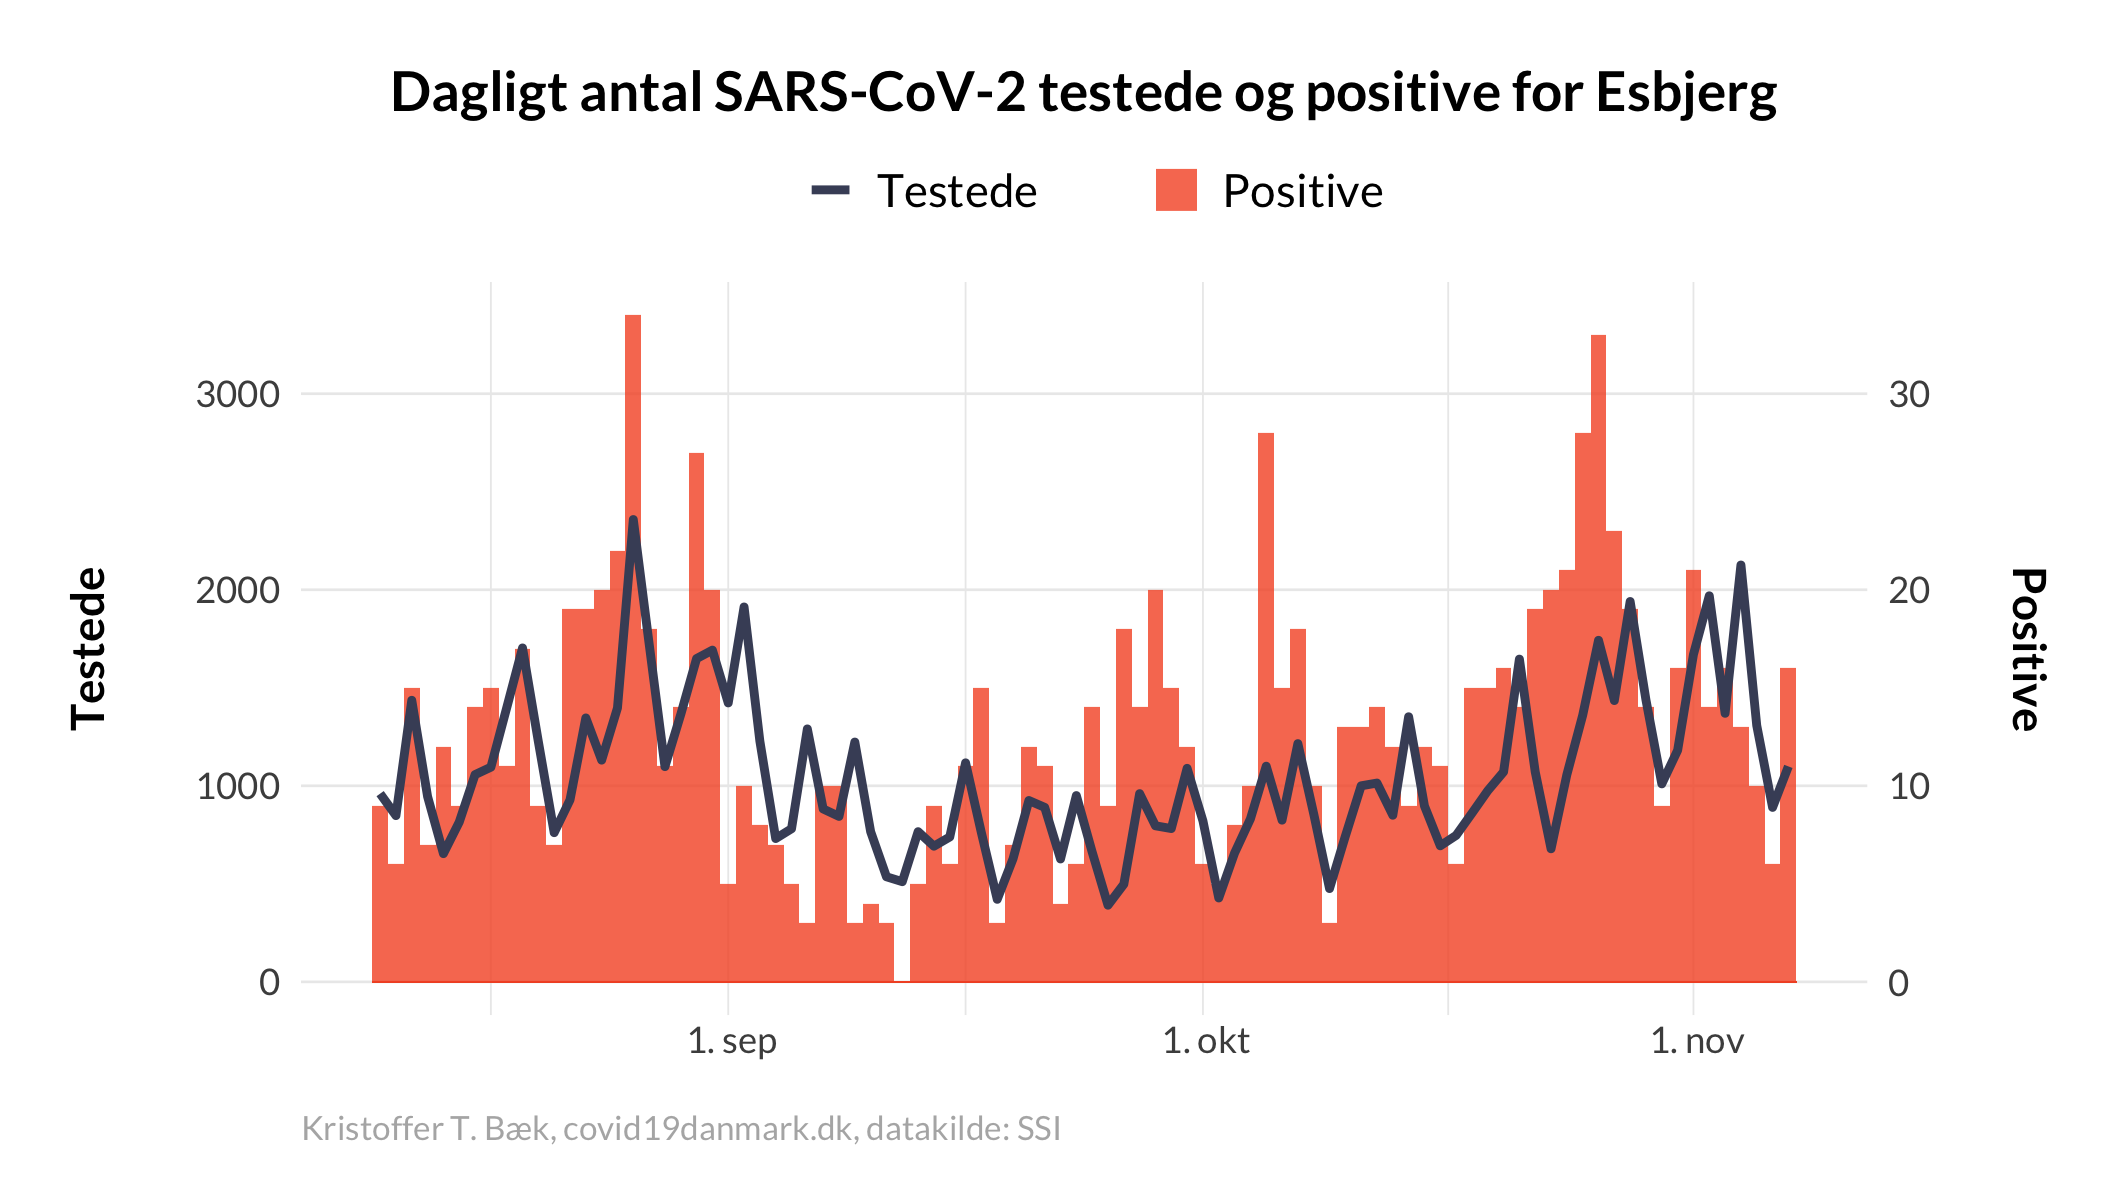 Dagligt antal SARS-CoV-2 testede og positive for Esbjerg
Testede
Positive
3000
2000
1000
0
Testede
30
20
10
0
Positive
1. sep
1. okt
1. nov
Kristoffer T. Bæk, covid19danmark.dk, datakilde: SSI